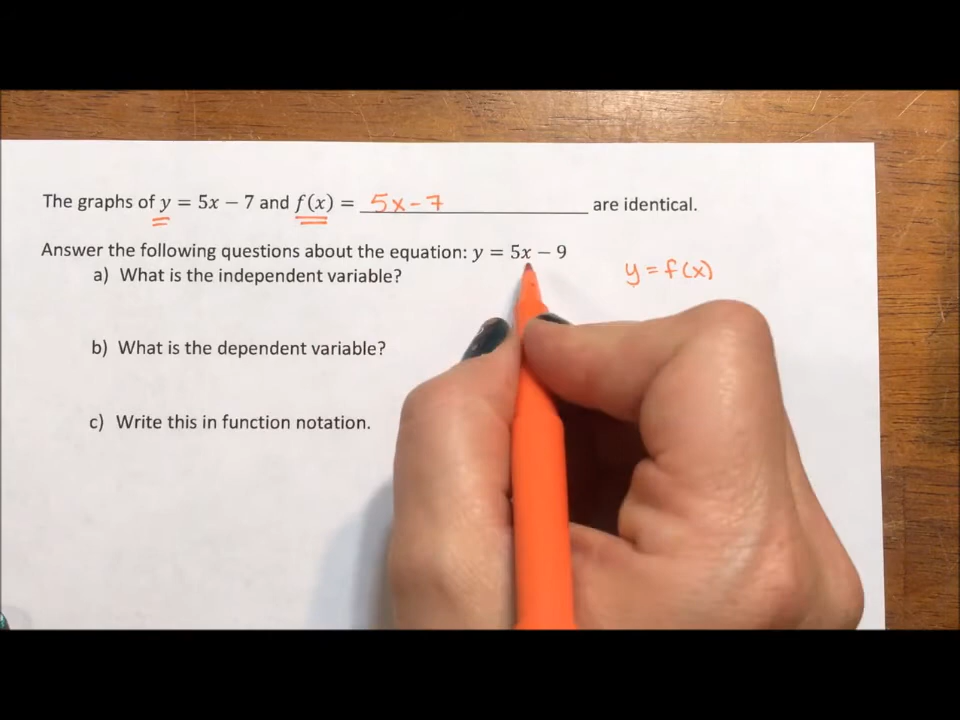 The graphs of y = 5x − 7 and f(x) = 5x-7 are identical.
Answer the following questions about the equation: y = 5x − 9
a) What is the independent variable?
y = f(x)
b) What is the dependent variable?
c) Write this in function notation.